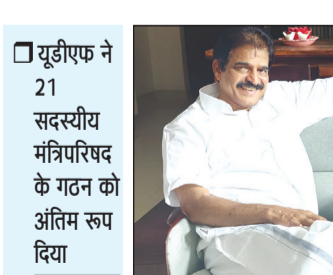 ❒ यूडीएफ ने
21
सदस्यीय
मंत्रिपरिषद
के गठन को
अंतिम रूप
दिया